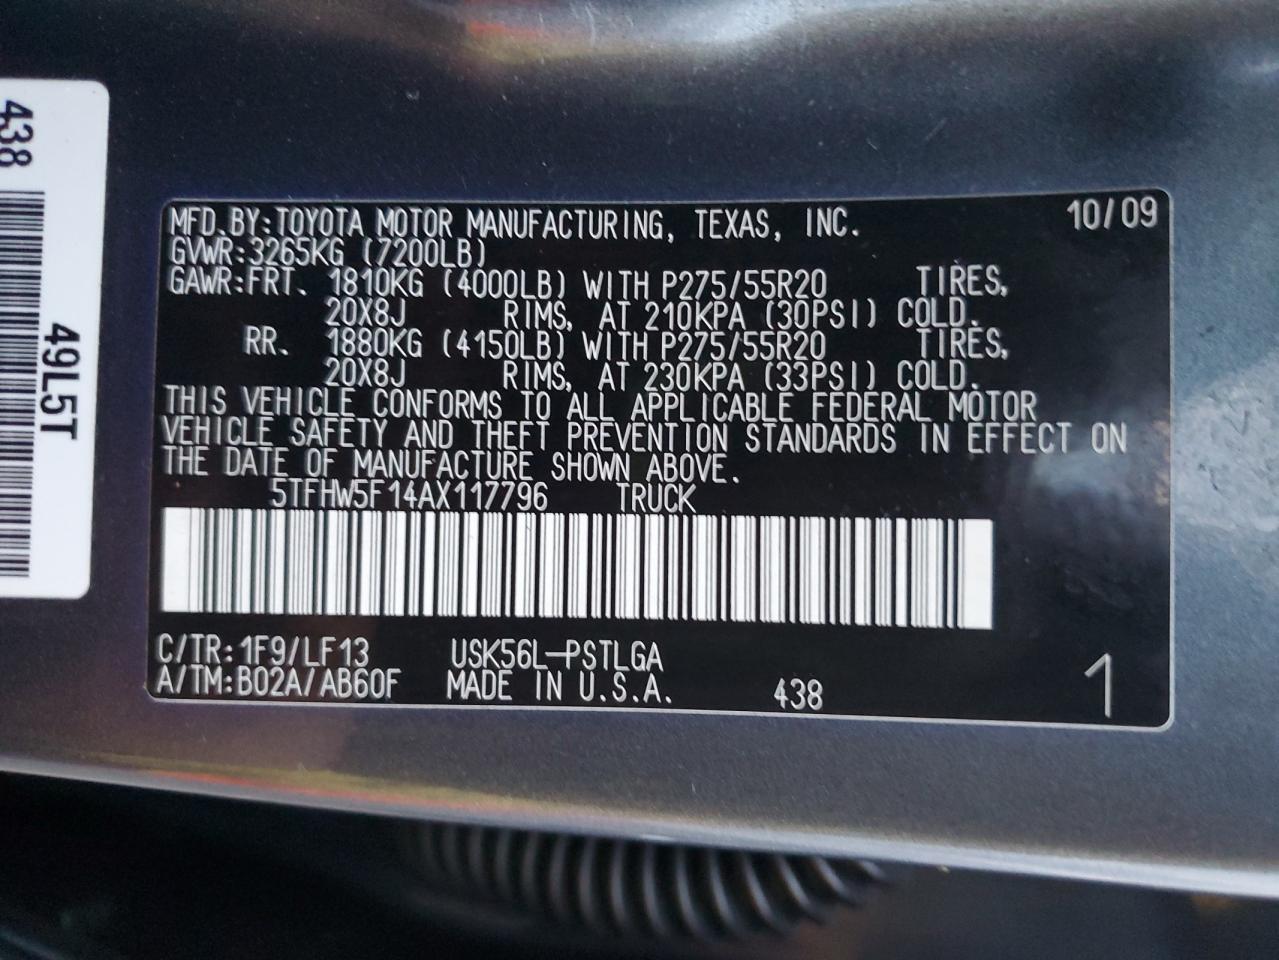 438
49L5T
MFD.BY:TOYOTA MOTOR MANUFACTURING, TEXAS, INC. 10/09
GVWR:3265KG (7200LB)
GAWR:FRT. 1810KG (4000LB) WITH P275/55R20 TIRES,
20X8J RIMS, AT 210KPA (30PSI) COLD.
RR. 1880KG (4150LB) WITH P275/55R20 TIRES,
20X8J RIMS, AT 230KPA (33PSI) COLD.
THIS VEHICLE CONFORMS TO ALL APPLICABLE FEDERAL MOTOR
VEHICLE SAFETY AND THEFT PREVENTION STANDARDS IN EFFECT ON
THE DATE OF MANUFACTURE SHOWN ABOVE.
5TFHW5F14AX117796 TRUCK
C/TR:1F9/LF13 USK56L-PSTLGA
A/TM:B02A/AB60F MADE IN U.S.A. 438 1